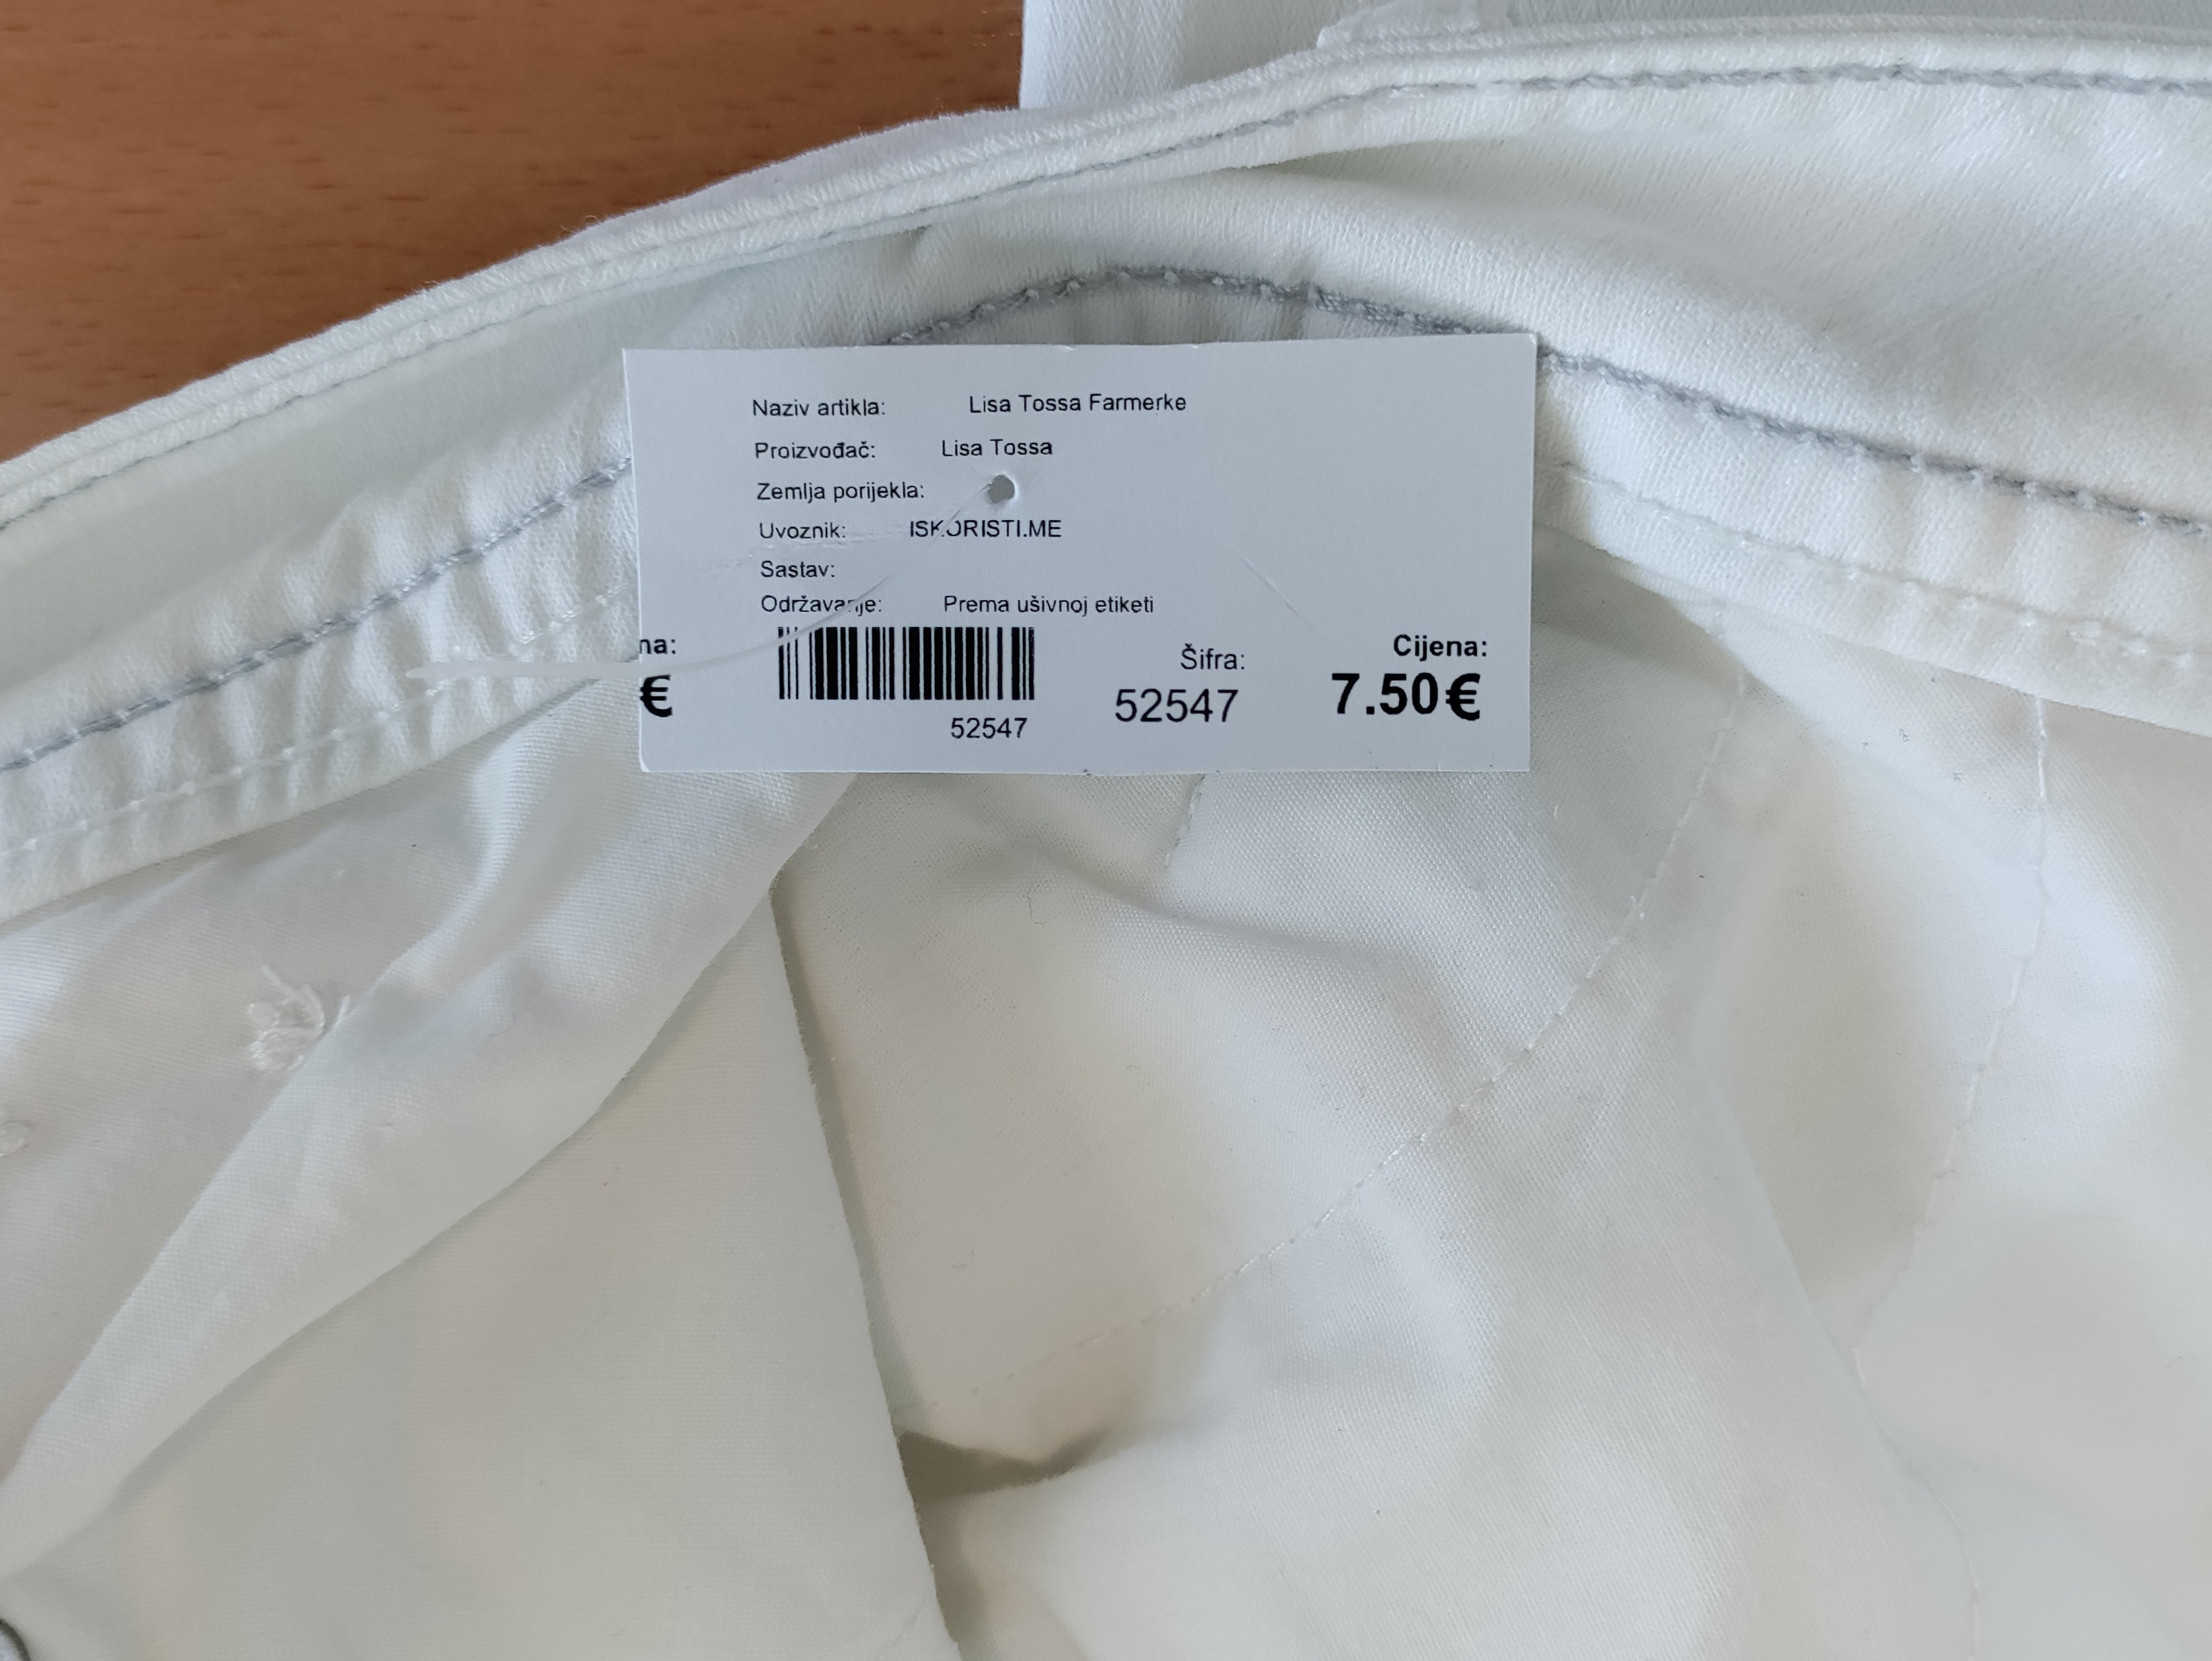 Naziv artikla: Lisa Tossa Farmerke
Proizvođač: Lisa Tossa
Zemlja porijekla:
Uvoznik: ISKORISTI.ME
Sastav:
Održavanje: Prema ušivnoj etiketi
na:
€
52547
Šifra:
52547
Cijena:
7.50€